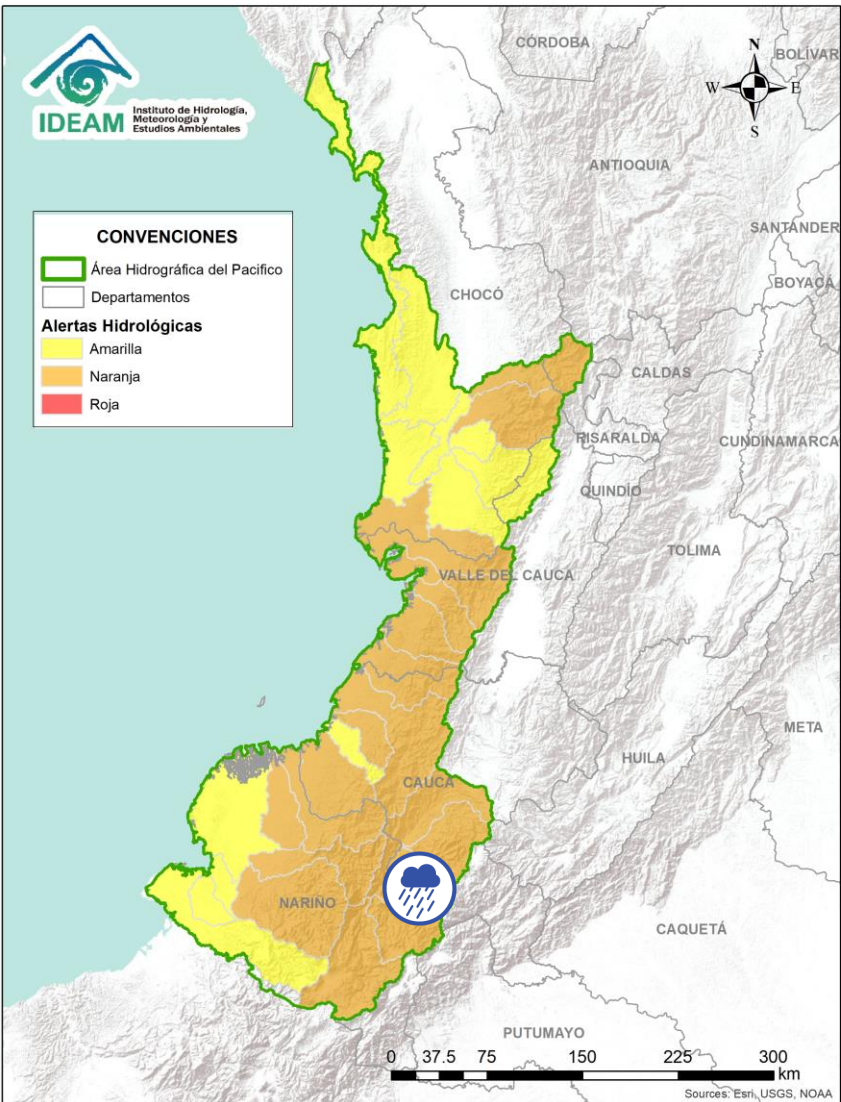 IDEAM
Instituto de Hidrología,
Meteorología y
Estudios Ambientales
N
W E
S
CÓRDOBA
BOLÍVAR
ANTIOQUIA
SANTANDER
BOYACÁ
CHOCÓ
CONVENCIONES
Área Hidrográfica del Pacifico
Departamentos
Alertas Hidrológicas
Amarilla
Naranja
Roja
CALDAS
RISARALDA
CUNDINAMARCA
QUINDÍO
TOLIMA
VALLE DEL CAUCA
META
HUILA
CAUCA
NARIÑO
CAQUETÁ
PUTUMAYO
0 37.5 75 150 225 300
km
Sources: Esri, USGS, NOAA